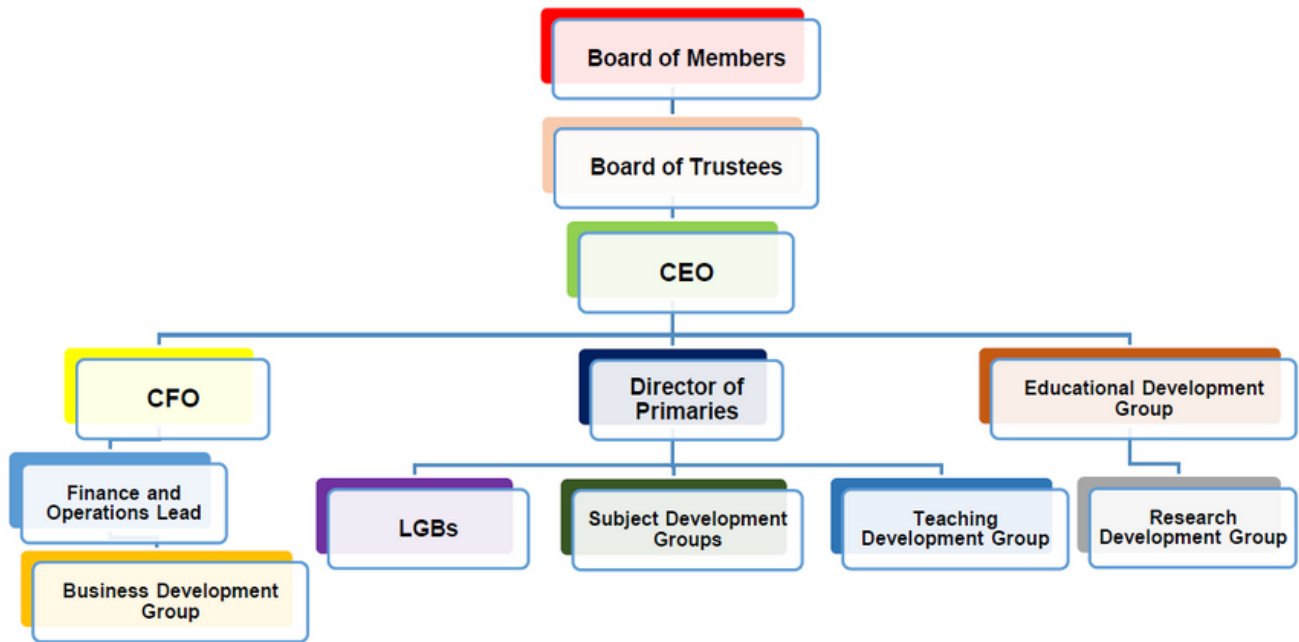 Board of Members
Board of Trustees
CEO
CFO
Director of
Primaries
Educational Development
Group
Finance and
Operations Lead
LGBs
Subject Development
Groups
Teaching
Development Group
Research
Development Group
Business Development
Group